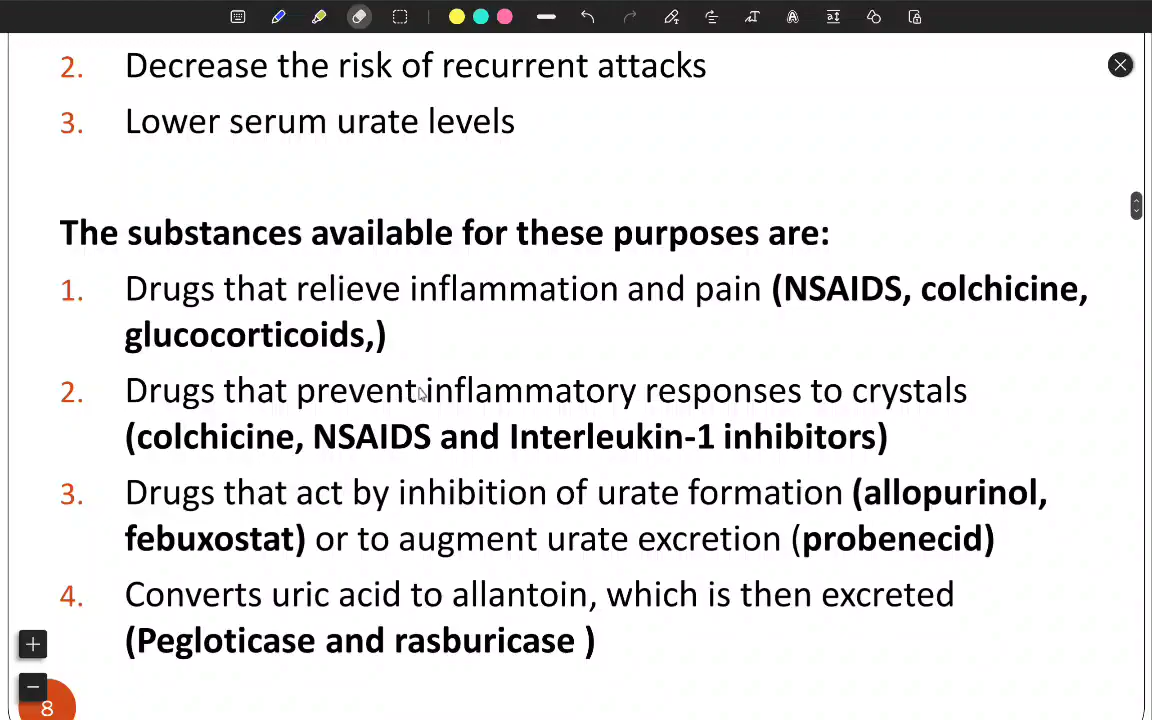 2. Decrease the risk of recurrent attacks
3. Lower serum urate levels
The substances available for these purposes are:
1. Drugs that relieve inflammation and pain (NSAIDS, colchicine,
glucocorticoids,)
2. Drugs that prevent inflammatory responses to crystals
(colchicine, NSAIDS and Interleukin-1 inhibitors)
3. Drugs that act by inhibition of urate formation (allopurinol,
febuxostat) or to augment urate excretion (probenecid)
4. Converts uric acid to allantoin, which is then excreted
(Pegloticase and rasburicase )
8